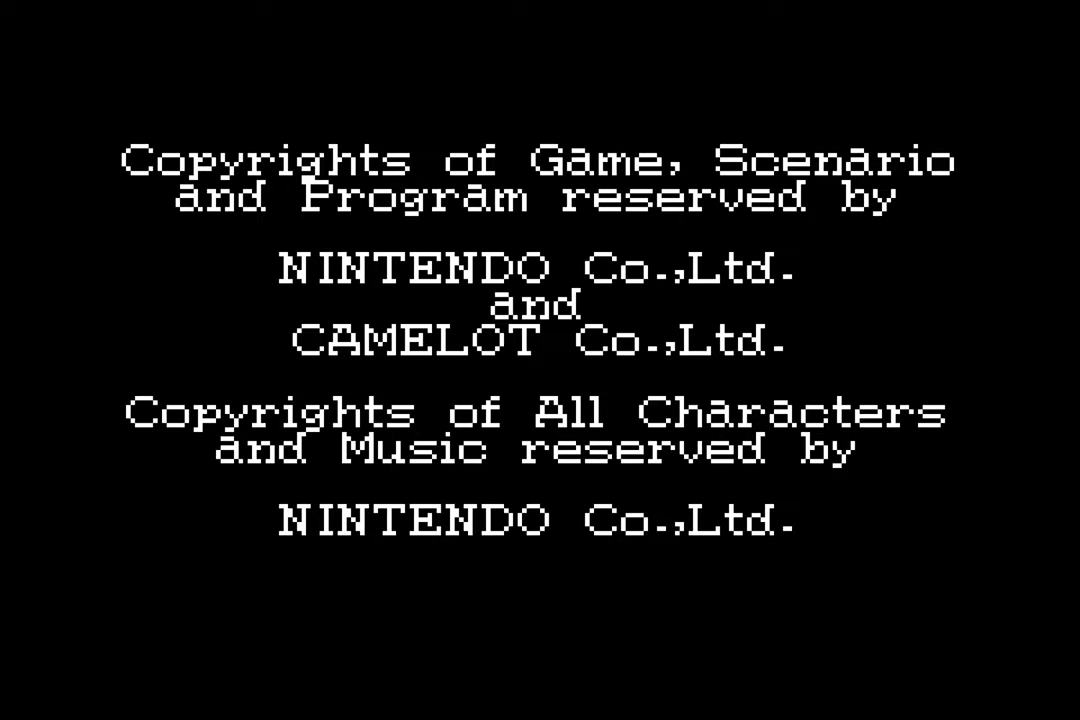 Copyrights of Game, Scenario
and Program reserved by
NINTENDO Co.,Ltd.
and
CAMELOT Co.,Ltd.
Copyrights of All Characters
and Music reserved by
NINTENDO Co.,Ltd.